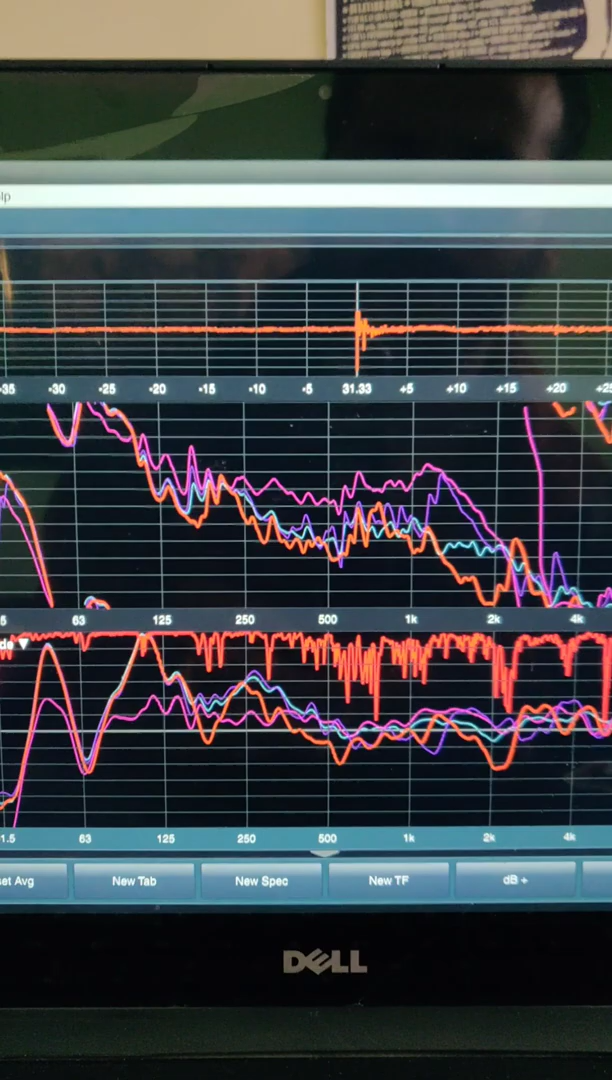 lp
-35 -30 -25 -20 -15 -10 -5 31.33 +5 +10 +15 +20 +25
5 63 125 250 500 1k 2k 4k
de ▼
1.5 63 125 250 500 1k 2k 4k
set Avg New Tab New Spec New TF dB +
DELL